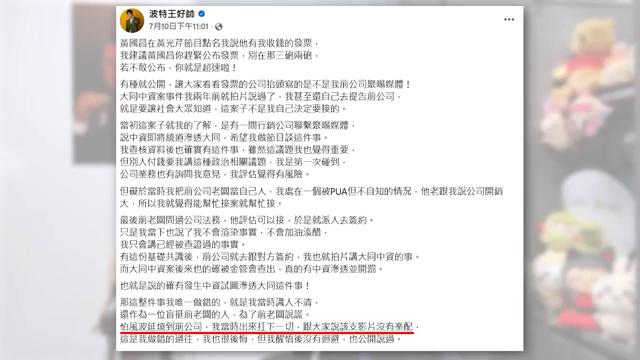 波特王好帥
7月10日下午11:01
黃國昌在黃光芹節目點名我說他有我收錢的發票，
我建議黃國昌你趕緊公布發票，別在那三砲兩砲，
若不敢公布，你就是超速啦！
有種就公開，讓大家看看發票的公司抬頭寫的是不是我前公司聚暘媒體！
大同中資案事件我兩年前就拍片說過了，我甚至還自己去提告前公司，
就是要讓社會大眾知道，這案子不是我自己決定要接的。
當初這案子就我的了解，是有一間行銷公司聯繫聚暘媒體，
說中資即將繞道滲透大同，希望我做節目談這件事。
我查核資料後也確實有這件事，雖然這議題我也覺得重要，
但別人付錢要我講這種政治相關議題，我是第一次碰到，
公司業務也有詢問我意見，我評估覺得有風險。
但礙於當時我把前公司老闆當自己人，我處在一個被PUA但不自知的情況，他老跟我說公司開銷
大，所以我就覺得能幫忙接案就幫忙接。
最後前老闆問過公司法務，他評估可以接，於是就派人去簽約。
只是當下也說了我不會渲染事實，不會加油添醋，
我只會講已經被查證過的事實。
有這份基礎共識後，前公司就去跟對方簽約，我也就拍片講大同中資的事。
而大同中資案後來也的確被金管會查出，真的有中資滲透並開罰。
也就是說的確有發生中資試圖滲透大同這件事！
那這整件事我唯一做錯的，就是我當時識人不清，
還作為一位盲挺前老闆的人，為了前老闆說謊。
怕風波延燒到前公司，我當時出來扛下一切，跟大家說該支影片沒有業配，
這是我做錯的過往，我也很後悔，但我醒悟後沒有迴避，也公開說過。